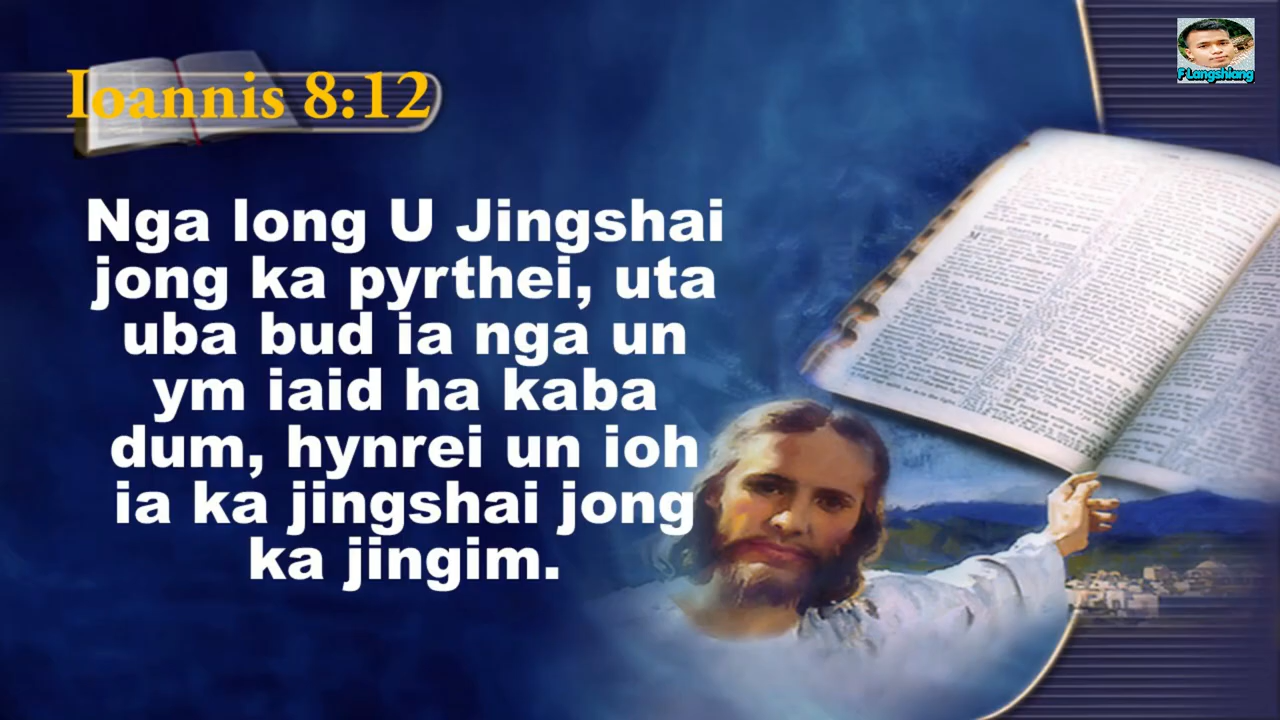 Ioannis 8:12
F Langshiang
Nga long U Jingshai
jong ka pyrthei, uta
uba bud ia nga un
ym iaid ha kaba
dum, hynrei un ioh
ia ka jingshai jong
ka jingim.